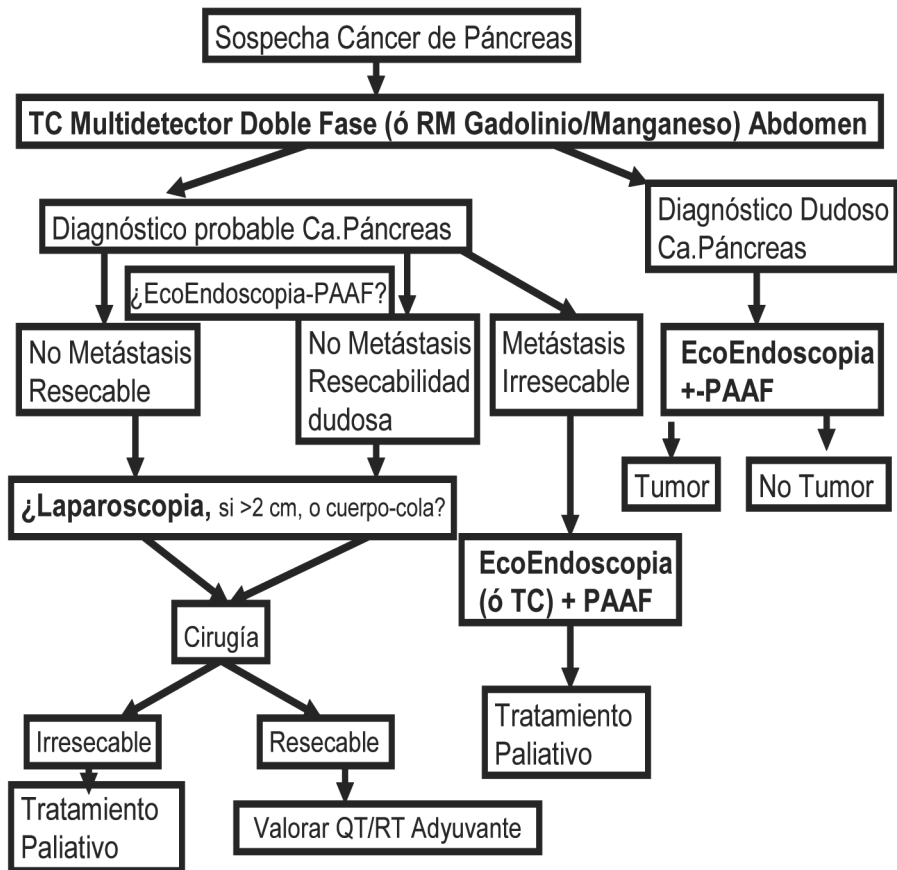 Sospecha Cáncer de Páncreas
TC Multidetector Doble Fase (ó RM Gadolinio/Manganeso) Abdomen
Diagnóstico probable Ca.Páncreas
Diagnóstico Dudoso
Ca.Páncreas
¿EcoEndoscopia-PAAF?
No Metástasis
Resecable
No Metástasis
Resecabilidad
dudosa
Metástasis
Irresecable
EcoEndoscopia
+-PAAF
Tumor
No Tumor
¿Laparoscopia, si >2 cm, o cuerpo-cola?
EcoEndoscopia
(ó TC) + PAAF
Cirugía
Tratamiento
Paliativo
Irresecable
Resecable
Tratamiento
Paliativo
Valorar QT/RT Adyuvante